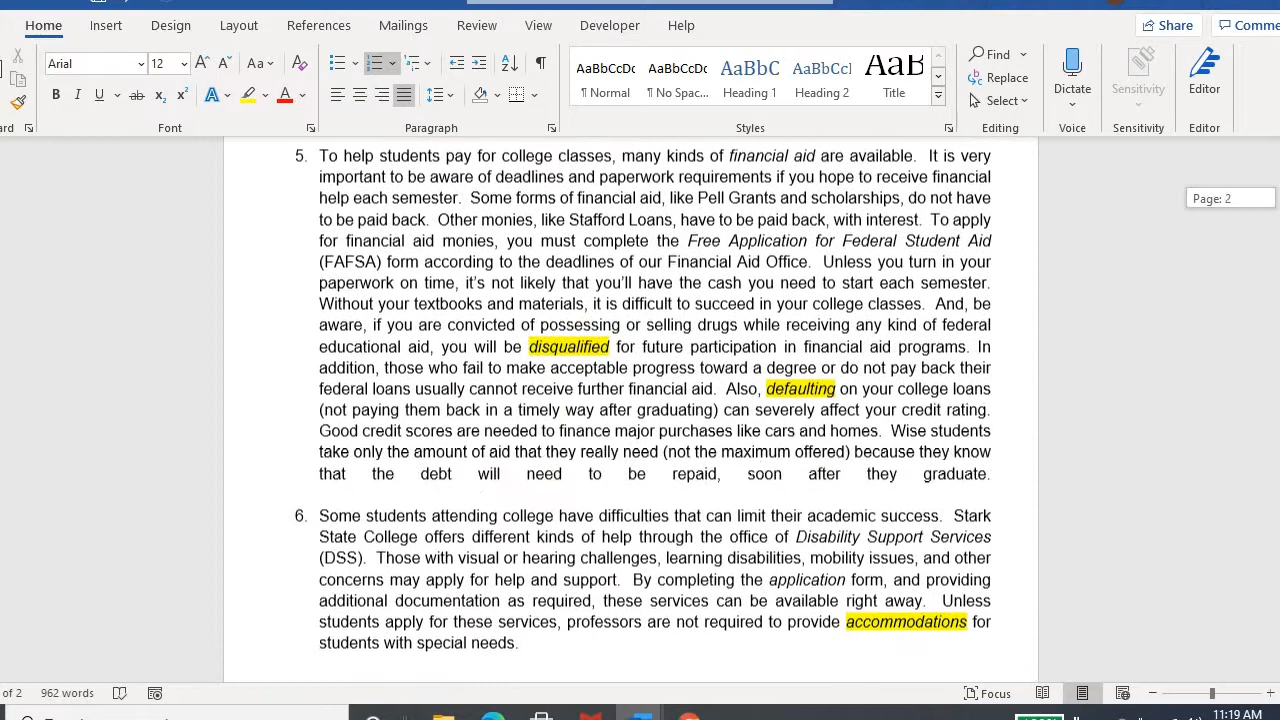 Home Insert Design Layout References Mailings Review View Developer Help Share Comme
Arial 12 Aa AaBbCcDc AaBbCcDc AaBbC AaBbCcI AaB Find Replace Select Dictate Sensitivity Editor
¶ Normal ¶ No Spac... Heading 1 Heading 2 Title
B I U ab x₂ x² A A
ard Font Paragraph Styles Editing Voice Sensitivity Editor
Page: 2
5. To help students pay for college classes, many kinds of financial aid are available. It is very
important to be aware of deadlines and paperwork requirements if you hope to receive financial
help each semester. Some forms of financial aid, like Pell Grants and scholarships, do not have
to be paid back. Other monies, like Stafford Loans, have to be paid back, with interest. To apply
for financial aid monies, you must complete the Free Application for Federal Student Aid
(FAFSA) form according to the deadlines of our Financial Aid Office. Unless you turn in your
paperwork on time, it's not likely that you'll have the cash you need to start each semester.
Without your textbooks and materials, it is difficult to succeed in your college classes. And, be
aware, if you are convicted of possessing or selling drugs while receiving any kind of federal
educational aid, you will be disqualified for future participation in financial aid programs. In
addition, those who fail to make acceptable progress toward a degree or do not pay back their
federal loans usually cannot receive further financial aid. Also, defaulting on your college loans
(not paying them back in a timely way after graduating) can severely affect your credit rating.
Good credit scores are needed to finance major purchases like cars and homes. Wise students
take only the amount of aid that they really need (not the maximum offered) because they know
that the debt will need to be repaid, soon after they graduate.
6. Some students attending college have difficulties that can limit their academic success. Stark
State College offers different kinds of help through the office of Disability Support Services
(DSS). Those with visual or hearing challenges, learning disabilities, mobility issues, and other
concerns may apply for help and support. By completing the application form, and providing
additional documentation as required, these services can be available right away. Unless
students apply for these services, professors are not required to provide accommodations for
students with special needs.
of 2 962 words Focus
11:19 AM